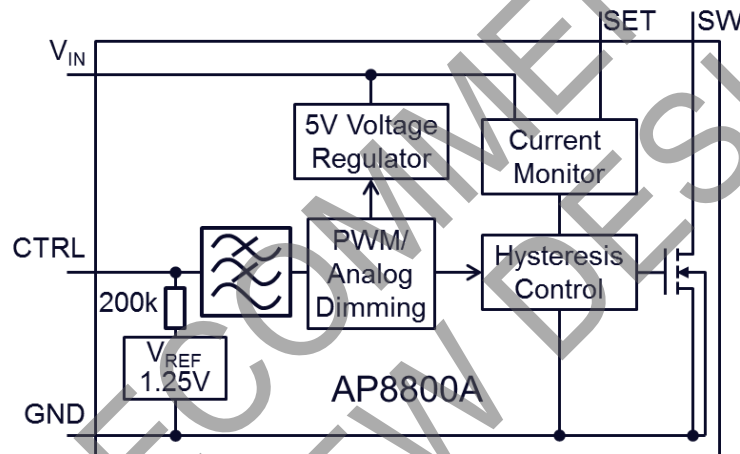 SET
SW
VIN
5V Voltage
Regulator
Current
Monitor
CTRL
PWM/
Analog
Dimming
Hysteresis
Control
200k
VREF
1.25V
AP8800A
GND